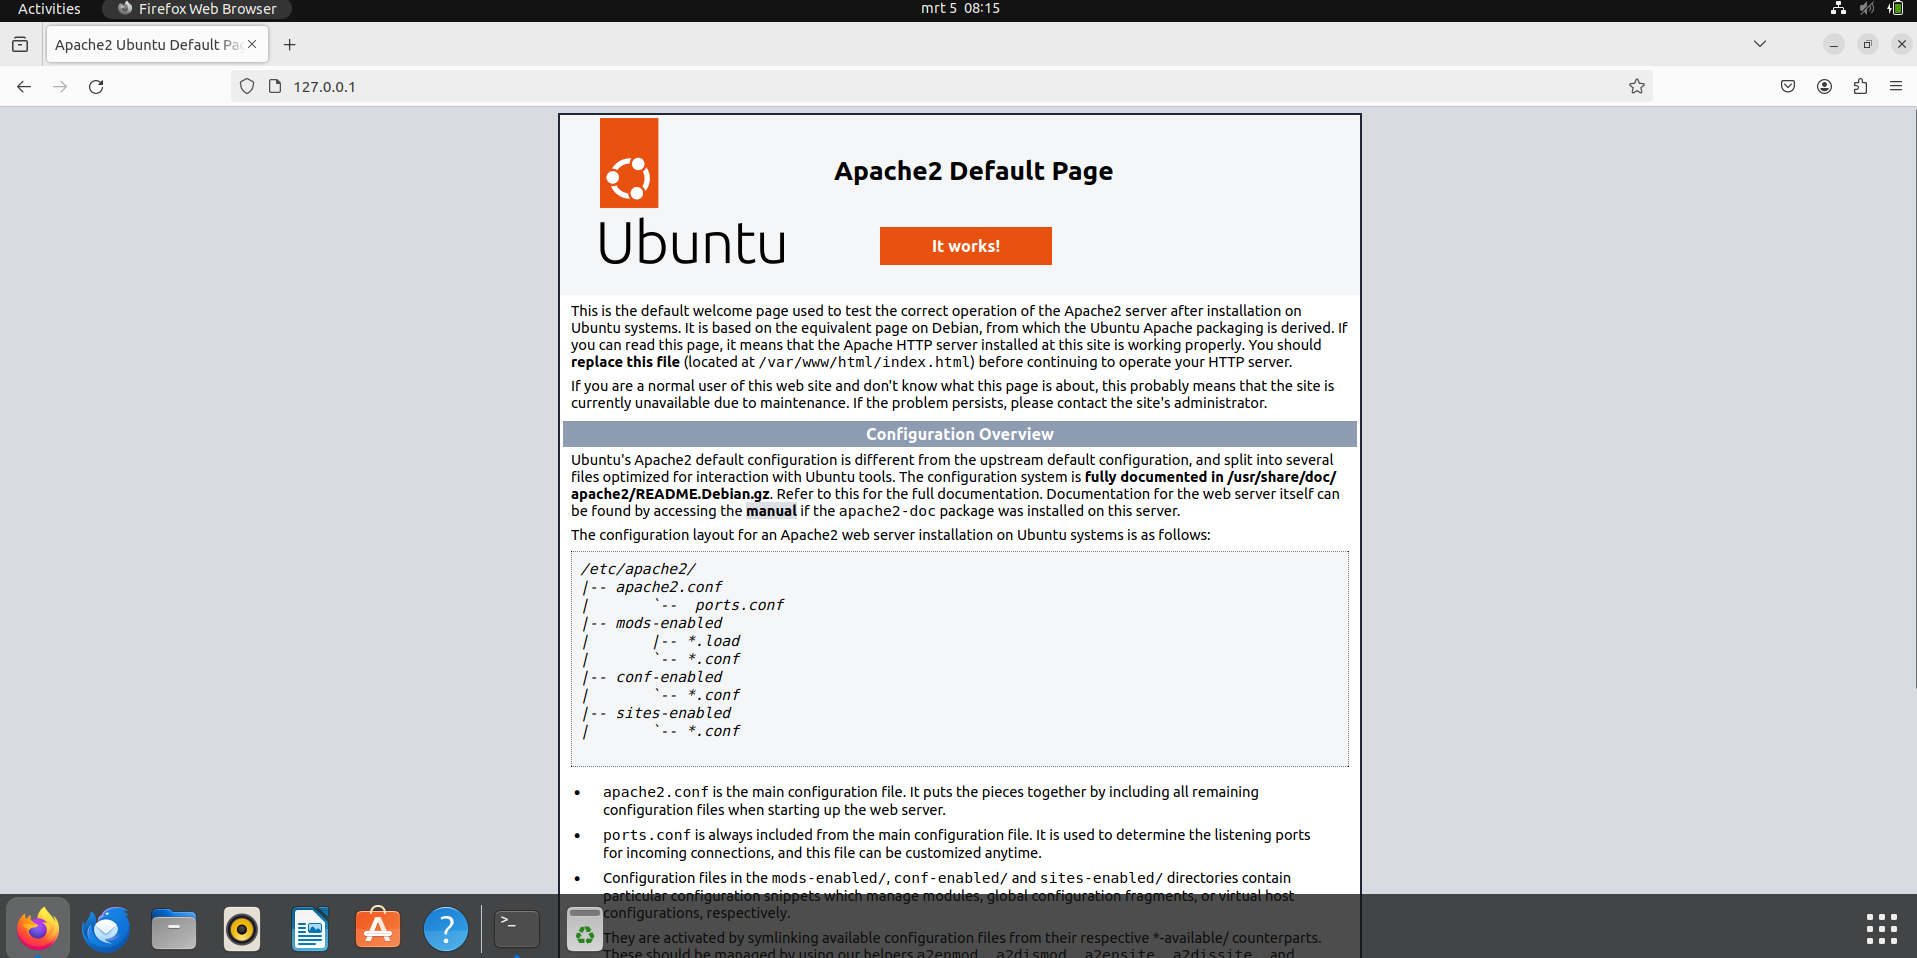 Activities
Firefox Web Browser
mrt 5 08:15
Apache2 Ubuntu Default Pa
127.0.0.1
Ubuntu
Apache2 Default Page
It works!
This is the default welcome page used to test the correct operation of the Apache2 server after installation on
Ubuntu systems. It is based on the equivalent page on Debian, from which the Ubuntu Apache packaging is derived. If
you can read this page, it means that the Apache HTTP server installed at this site is working properly. You should
replace this file (located at /var/www/html/index.html) before continuing to operate your HTTP server.
If you are a normal user of this web site and don't know what this page is about, this probably means that the site is
currently unavailable due to maintenance. If the problem persists, please contact the site's administrator.
Configuration Overview
Ubuntu's Apache2 default configuration is different from the upstream default configuration, and split into several
files optimized for interaction with Ubuntu tools. The configuration system is fully documented in /usr/share/doc/
apache2/README.Debian.gz. Refer to this for the full documentation. Documentation for the web server itself can
be found by accessing the manual if the apache2-doc package was installed on this server.
The configuration layout for an Apache2 web server installation on Ubuntu systems is as follows:
/etc/apache2/
|-- apache2.conf
|       `--  ports.conf
|-- mods-enabled
|       |-- *.load
|       `-- *.conf
|-- conf-enabled
|       `-- *.conf
|-- sites-enabled
|       `-- *.conf
• apache2.conf is the main configuration file. It puts the pieces together by including all remaining
configuration files when starting up the web server.
• ports.conf is always included from the main configuration file. It is used to determine the listening ports
for incoming connections, and this file can be customized anytime.
• Configuration files in the mods-enabled/, conf-enabled/ and sites-enabled/ directories contain
particular configuration snippets which manage modules, global configuration fragments, or virtual host
configurations, respectively.
They are activated by symlinking available configuration files from their respective *-available/ counterparts.
These should be managed by using our helpers a2enmod, a2dismod, a2ensite, a2dissite, and